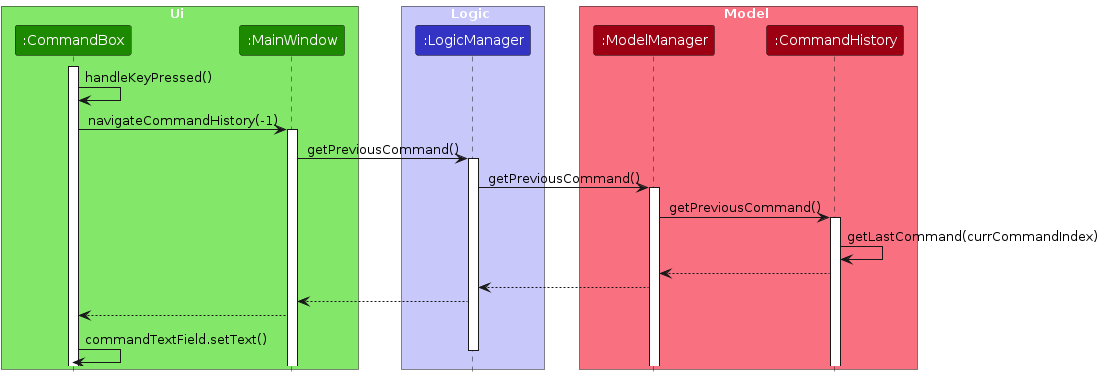 Ui
Logic
Model
:CommandBox
:MainWindow
:LogicManager
:ModelManager
:CommandHistory
handleKeyPressed()
navigateCommandHistory(-1)
getPreviousCommand()
getPreviousCommand()
getPreviousCommand()
getLastCommand(currCommandIndex)
commandTextField.setText()